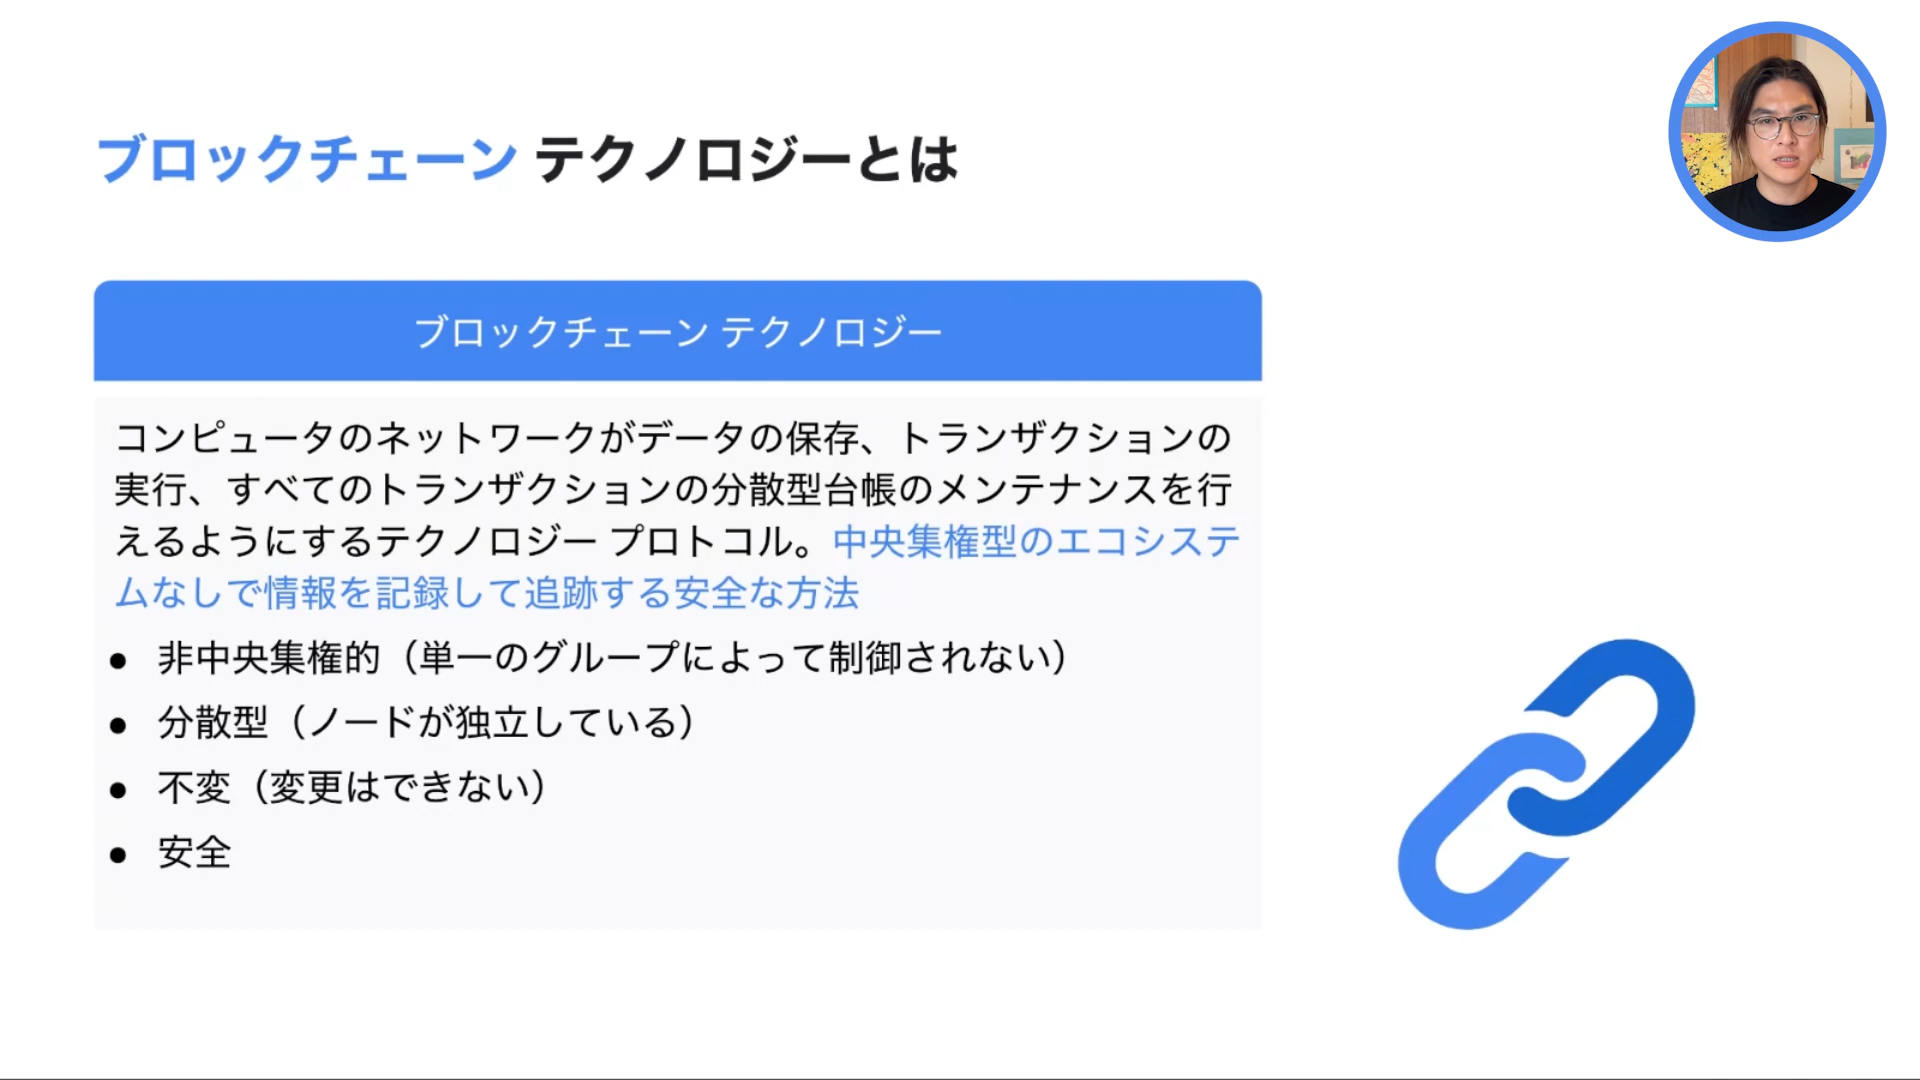 ブロックチェーン テクノロジーとは
ブロックチェーン テクノロジー
コンピュータのネットワークがデータの保存、トランザクションの
実行、すべてのトランザクションの分散型台帳のメンテナンスを行
えるようにするテクノロジー プロトコル。中央集権型のエコシステ
ムなしで情報を記録して追跡する安全な方法
● 非中央集権的（単一のグループによって制御されない）
● 分散型（ノードが独立している）
● 不変（変更はできない）
● 安全